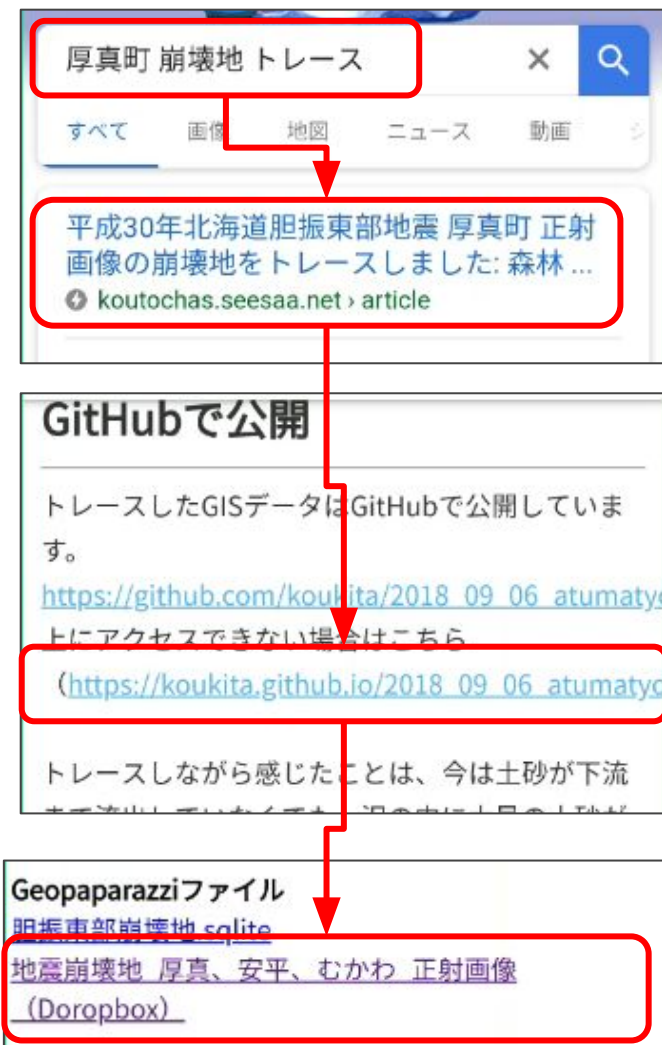 厚真町 崩壊地 トレース
すべて 画像 地図 ニュース 動画
平成30年北海道胆振東部地震 厚真町 正射
画像の崩壊地をトレースしました: 森林 ...
koutochas.seesaa.net › article
GitHubで公開
トレースしたGISデータはGitHubで公開していま
す。
https://github.com/koukita/2018_09_06_atumatyo
上にアクセスできない場合はこちら
（https://koukita.github.io/2018_09_06_atumatyo
トレースしながら感じたことは、今は土砂が下流
Geopaparazziファイル
胆振東部崩壊地.sqlite
地震崩壊地_厚真、安平、むかわ_正射画像
（Doropbox）